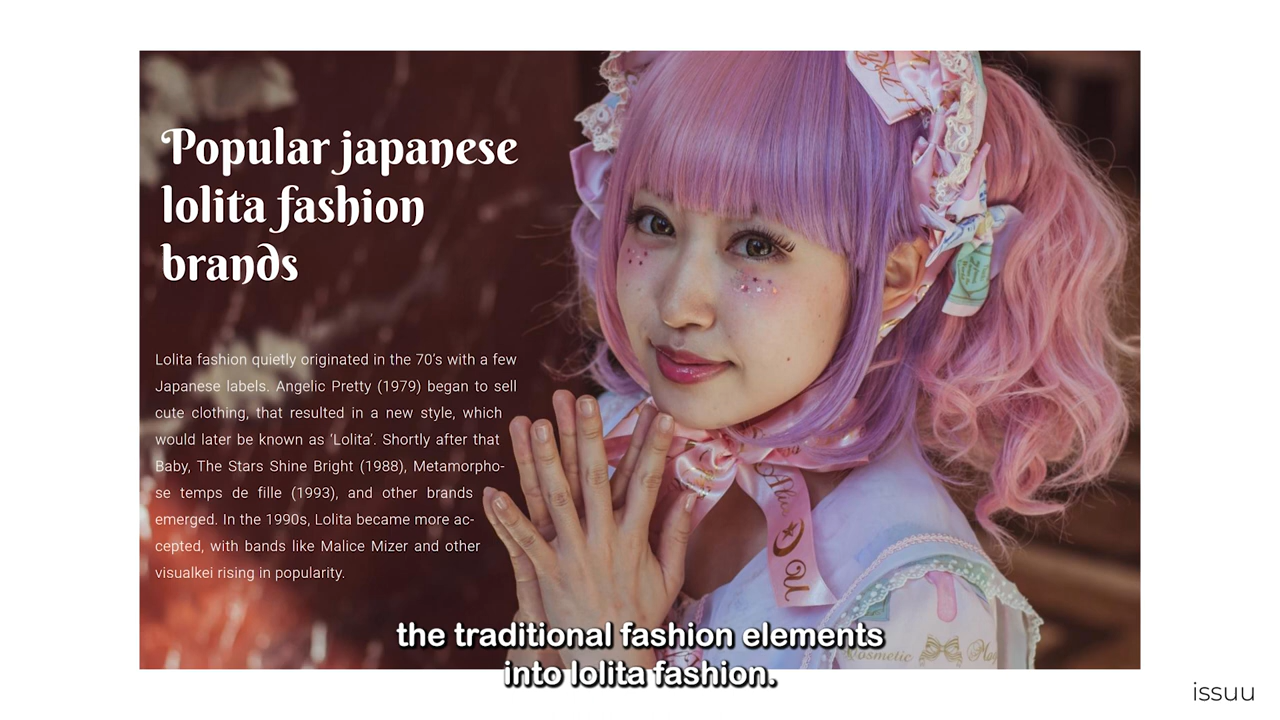 Popular japanese
lolita fashion
brands
Lolita fashion quietly originated in the 70's with a few
Japanese labels. Angelic Pretty (1979) began to sell
cute clothing, that resulted in a new style, which
would later be known as 'Lolita'. Shortly after that
Baby, The Stars Shine Bright (1988), Metamorpho-
se temps de fille (1993), and other brands
emerged. In the 1990s, Lolita became more ac-
cepted, with bands like Malice Mizer and other
visualkei rising in popularity.
the traditional fashion elements
into lolita fashion.
Cosmetic
issuu